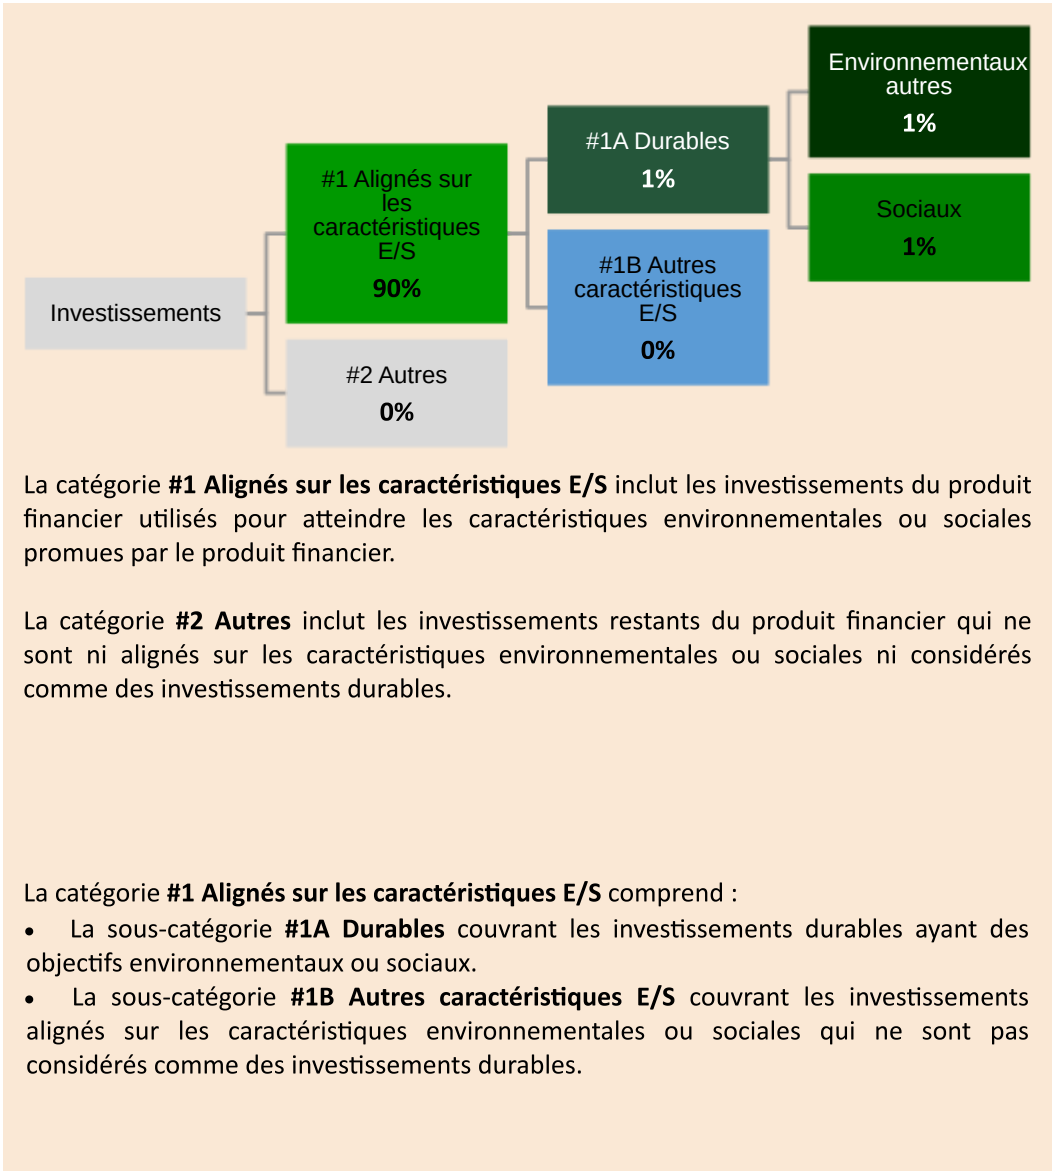 Investissements
#1 Alignés sur
les
caractéristiques
E/S
90%
#2 Autres
0%
#1A Durables
1%
#1B Autres
caractéristiques
E/S
0%
Environnementaux
autres
1%
Sociaux
1%
La catégorie #1 Alignés sur les caractéristiques E/S inclut les investissements du produit
financier utilisés pour atteindre les caractéristiques environnementales ou sociales
promues par le produit financier.
La catégorie #2 Autres inclut les investissements restants du produit financier qui ne
sont ni alignés sur les caractéristiques environnementales ou sociales ni considérés
comme des investissements durables.
La catégorie #1 Alignés sur les caractéristiques E/S comprend :
• La sous-catégorie #1A Durables couvrant les investissements durables ayant des
objectifs environnementaux ou sociaux.
• La sous-catégorie #1B Autres caractéristiques E/S couvrant les investissements
alignés sur les caractéristiques environnementales ou sociales qui ne sont pas
considérés comme des investissements durables.